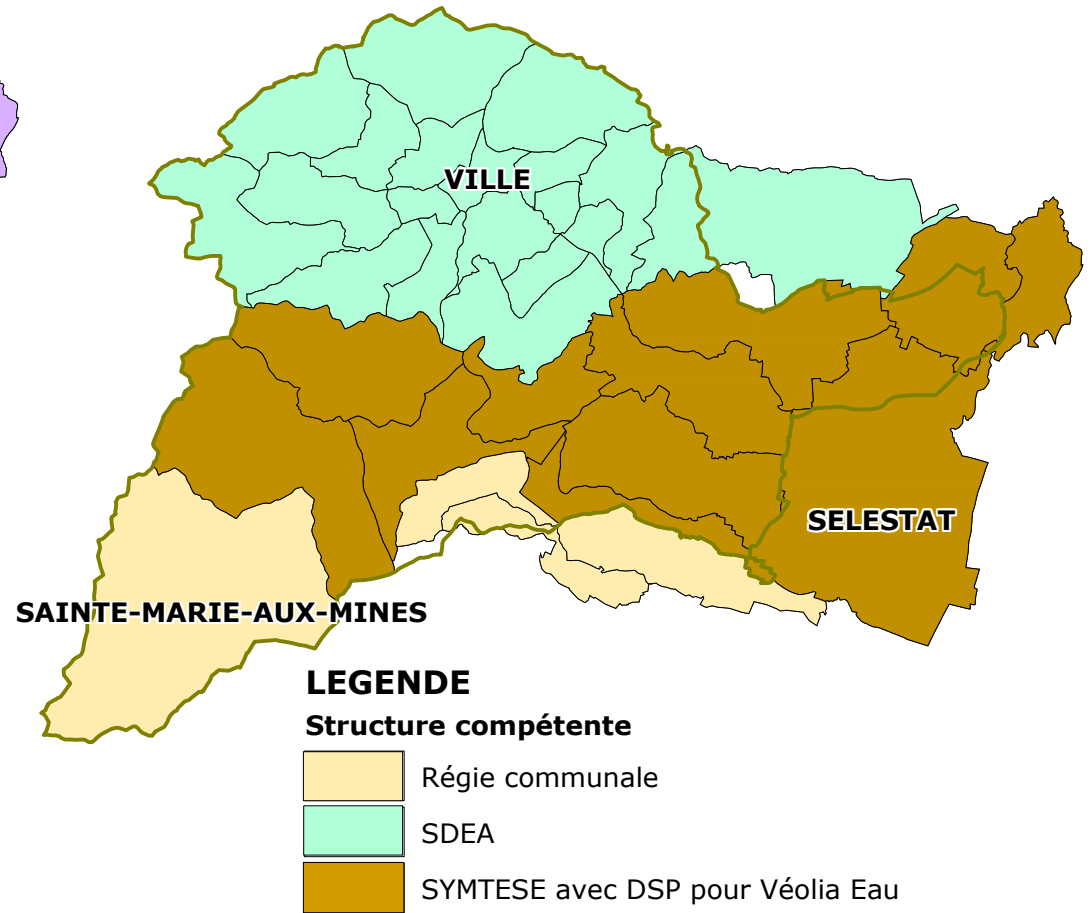 VILLE
SELESTAT
SAINTE-MARIE-AUX-MINES
LEGENDE
Structure compétente
Régie communale
SDEA
SYMTESE avec DSP pour Véolia Eau